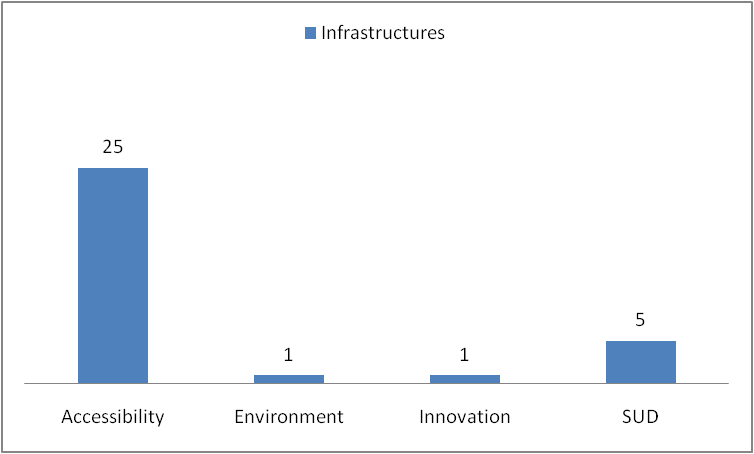 Infrastructures
25
1
1
5
Accessibility
Environment
Innovation
SUD